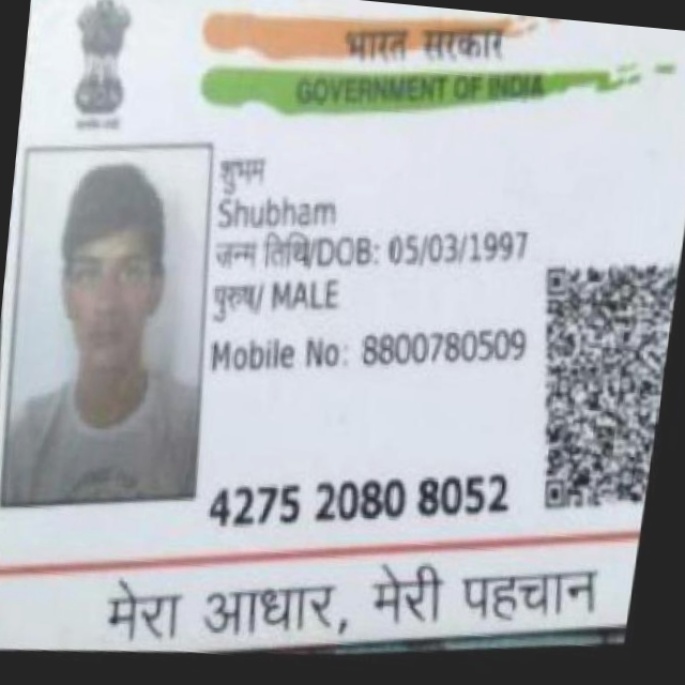 भारत सरकार
GOVERNMENT OF INDIA
शुभम
Shubham
जन्म तिथि/DOB: 05/03/1997
पुरुष/ MALE
Mobile No: 8800780509
4275 2080 8052
मेरा आधार, मेरी पहचान